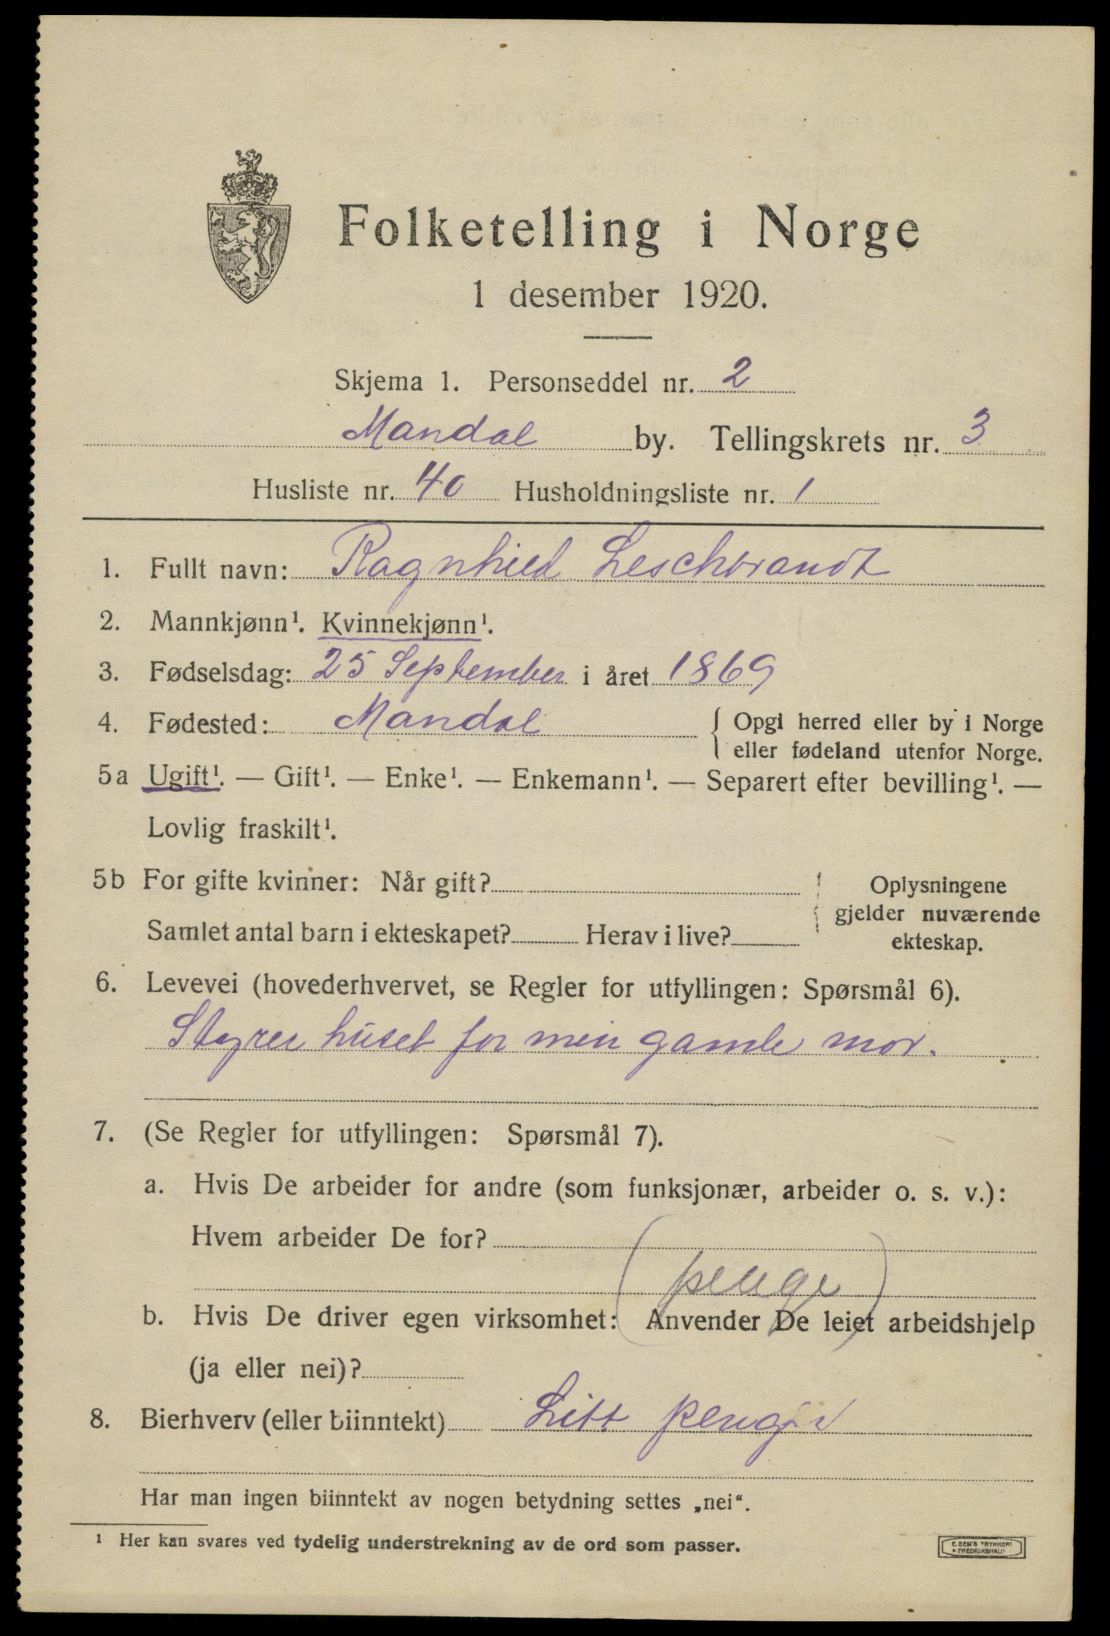 Folketelling i Norge
1 desember 1920.
Skjema 1. Personseddel nr. 2
Mandal by. Tellingskrets nr. 3
Husliste nr. 40 Husholdningsliste nr. 1
1. Fullt navn: Ragnhild Leschbrandt
2. Mannkjønn¹. Kvinnekjønn¹.
3. Fødselsdag: 25 September i året 1869
4. Fødested: Mandal { Opgi herred eller by i Norge
eller fødeland utenfor Norge.
5a Ugift¹. — Gift¹. — Enke¹. — Enkemann¹. — Separert efter bevilling¹. —
Lovlig fraskilt¹.
5b For gifte kvinner: Når gift?
Samlet antal barn i ekteskapet? Herav i live?
Oplysningene
gjelder nuværende
ekteskap.
6. Levevei (hovederhvervet, se Regler for utfyllingen: Spørsmål 6).
Styrer huset for min gamle mor.
7. (Se Regler for utfyllingen: Spørsmål 7).
a. Hvis De arbeider for andre (som funksjonær, arbeider o. s. v.):
Hvem arbeider De for?
(penge)
b. Hvis De driver egen virksomhet: Anvender De leiet arbeidshjelp
(ja eller nei)?
8. Bierhverv (eller biinntekt) Litt penger
Har man ingen biinntekt av nogen betydning settes „nei“.
¹ Her kan svares ved tydelig understrekning av de ord som passer.
E. SEM'S TRYKKERI
FREDRIKSHALD